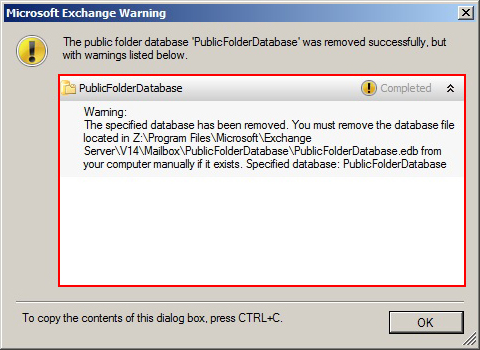 Microsoft Exchange Warning
The public folder database 'PublicFolderDatabase' was removed successfully, but
with warnings listed below.
PublicFolderDatabase
Completed
Warning:
The specified database has been removed. You must remove the database file
located in Z:\Program Files\Microsoft\Exchange
Server\V14\Mailbox\PublicFolderDatabase\PublicFolderDatabase.edb from
your computer manually if it exists. Specified database: PublicFolderDatabase
To copy the contents of this dialog box, press CTRL+C.
OK